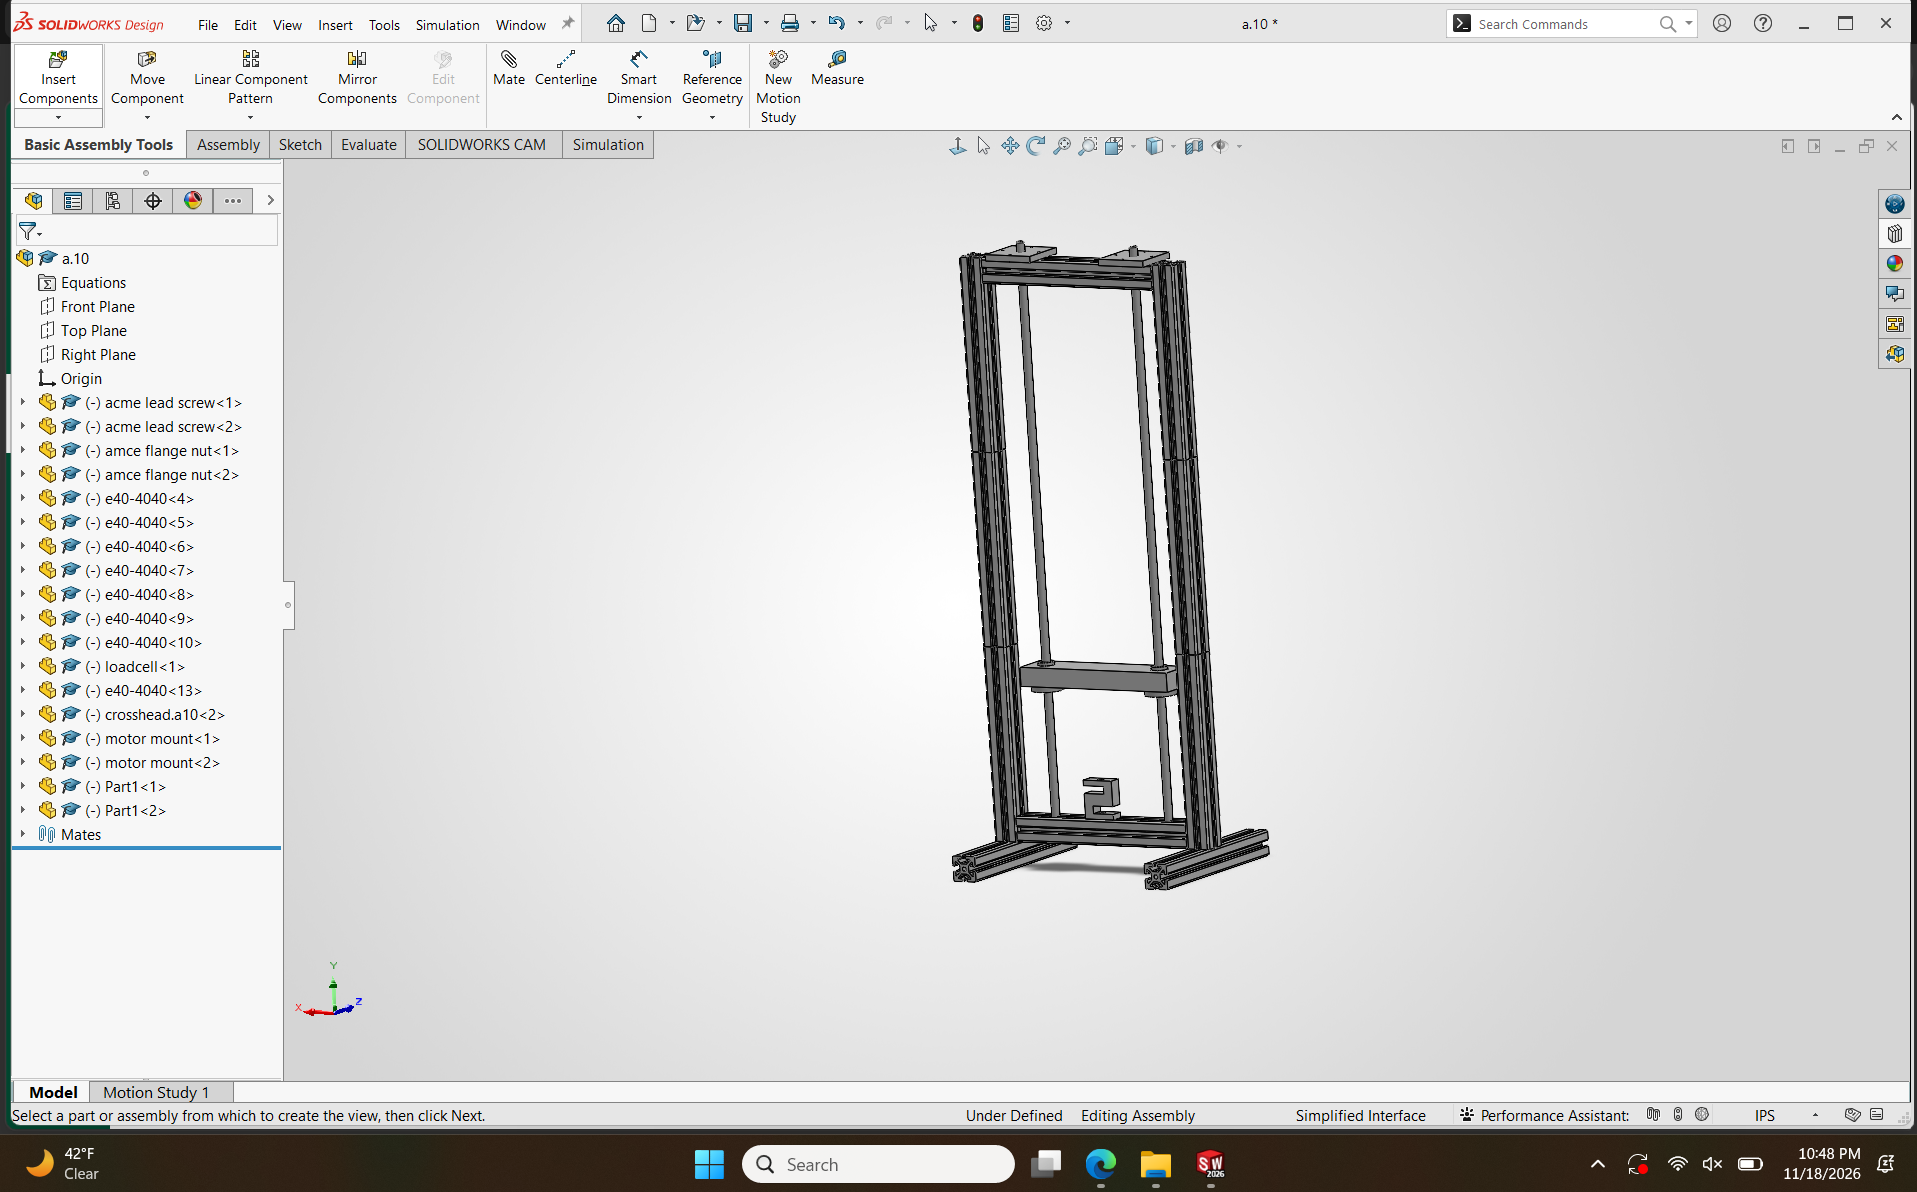 SOLIDWORKS Design
File Edit View Insert Tools Simulation Window
a.10 *
Search Commands
Insert Components
Move Component
Linear Component Pattern
Mirror Components
Edit Component
Mate
Centerline
Smart Dimension
Reference Geometry
New Motion Study
Measure
Basic Assembly Tools Assembly Sketch Evaluate SOLIDWORKS CAM Simulation
a.10
Equations
Front Plane
Top Plane
Right Plane
Origin
(-) acme lead screw<1>
(-) acme lead screw<2>
(-) amce flange nut<1>
(-) amce flange nut<2>
(-) e40-4040<4>
(-) e40-4040<5>
(-) e40-4040<6>
(-) e40-4040<7>
(-) e40-4040<8>
(-) e40-4040<9>
(-) e40-4040<10>
(-) loadcell<1>
(-) e40-4040<13>
(-) crosshead.a10<2>
(-) motor mount<1>
(-) motor mount<2>
(-) Part1<1>
(-) Part1<2>
Mates
Y
X
Z
Model Motion Study 1
Select a part or assembly from which to create the view, then click Next.
Under Defined Editing Assembly Simplified Interface Performance Assistant: IPS
42°F
Clear
Search
SW
2026
10:48 PM
11/18/2026